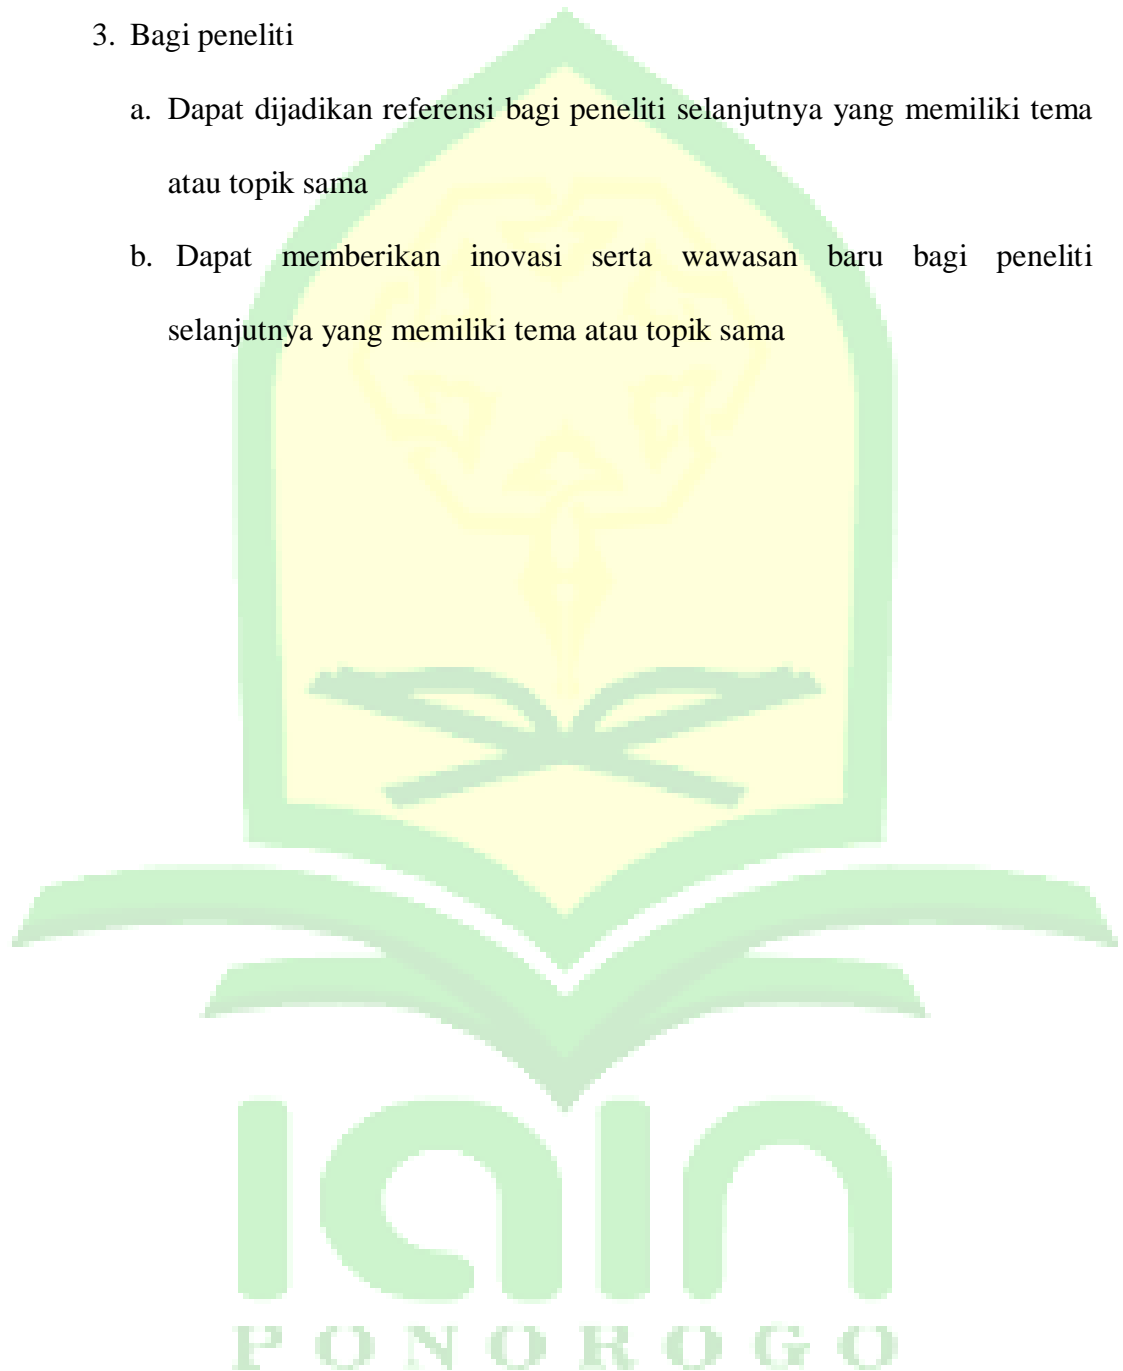 3. Bagi peneliti
a. Dapat dijadikan referensi bagi peneliti selanjutnya yang memiliki tema
atau topik sama
b. Dapat memberikan inovasi serta wawasan baru bagi peneliti
selanjutnya yang memiliki tema atau topik sama
iain
PONOROGO